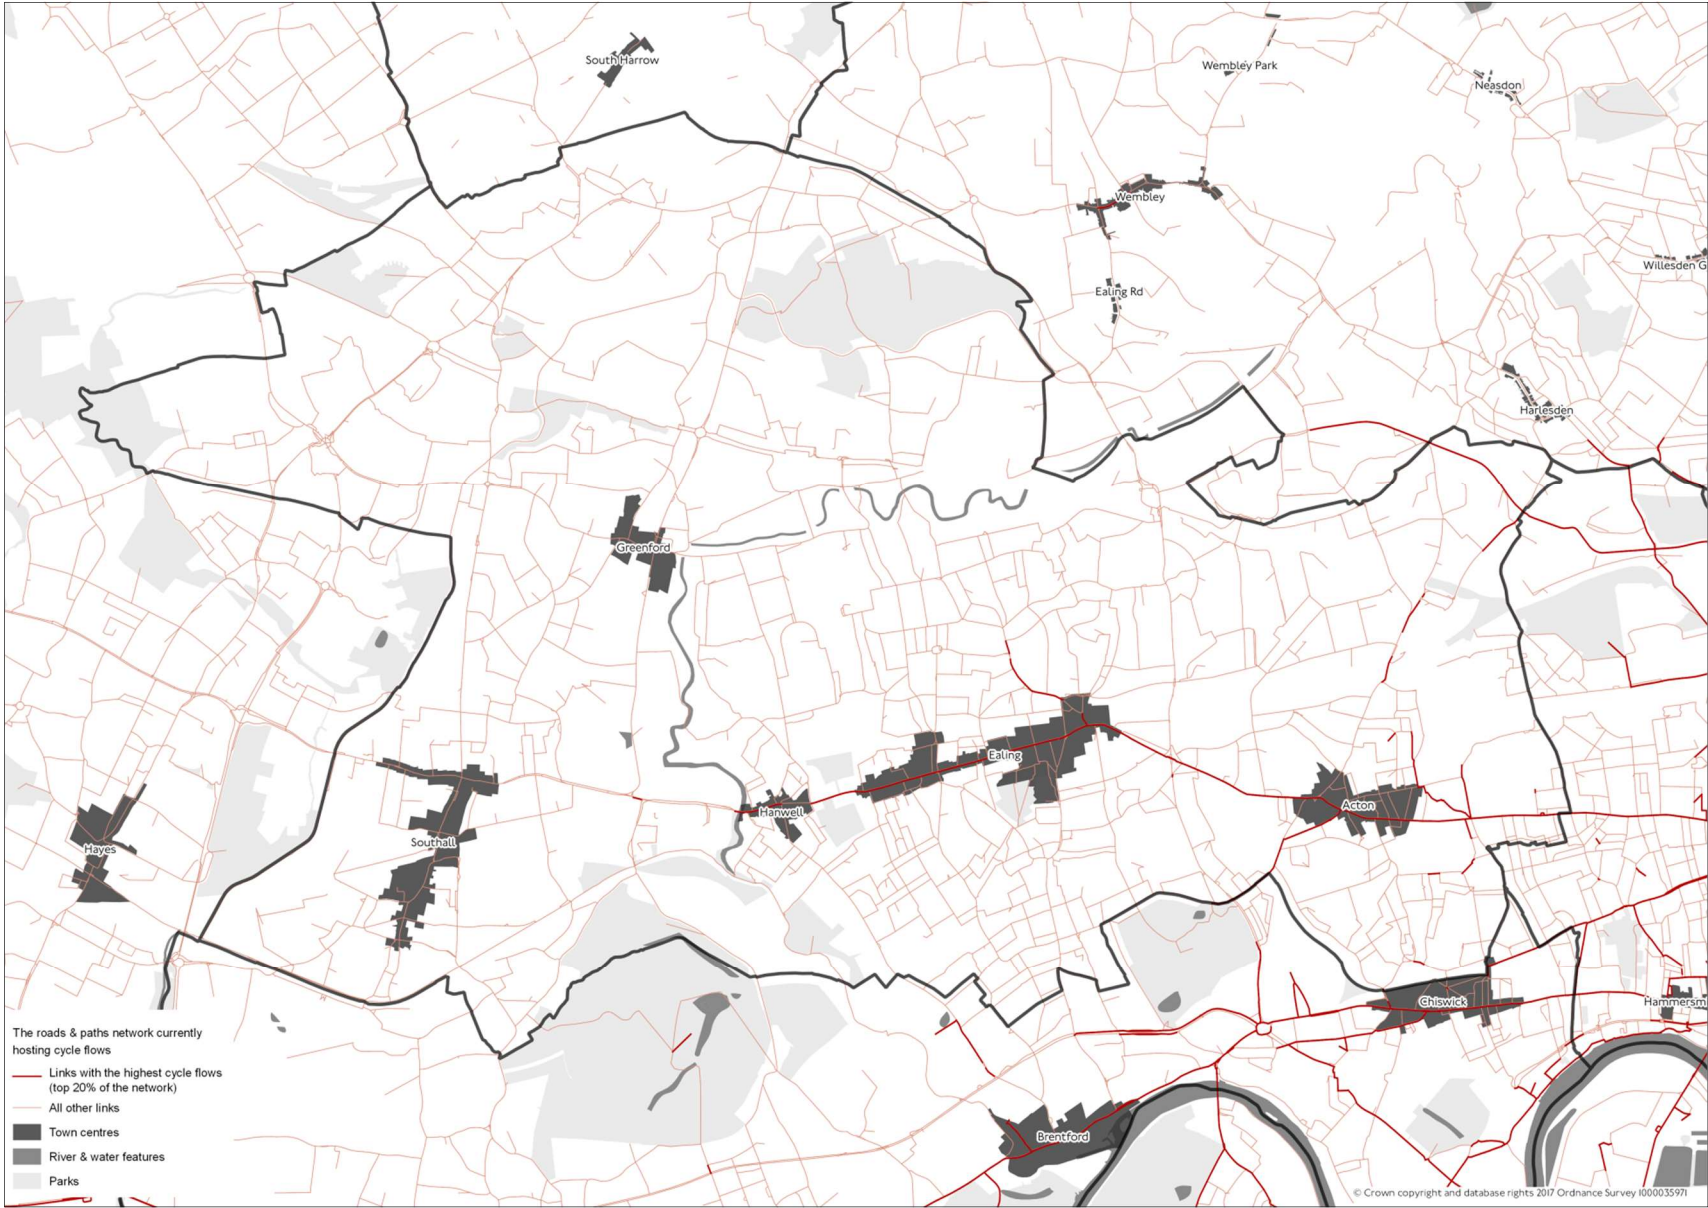 South Harrow
Wembley Park
Neasdon
Wembley
Willesden G
Ealing Rd
Harlesden
Greenford
Ealing
Hanwell
Acton
Southall
Hayes
Chiswick
Hammersm
Brentford
The roads & paths network currently
hosting cycle flows
Links with the highest cycle flows
(top 20% of the network)
All other links
Town centres
River & water features
Parks
© Crown copyright and database rights 2017 Ordnance Survey 1000035971